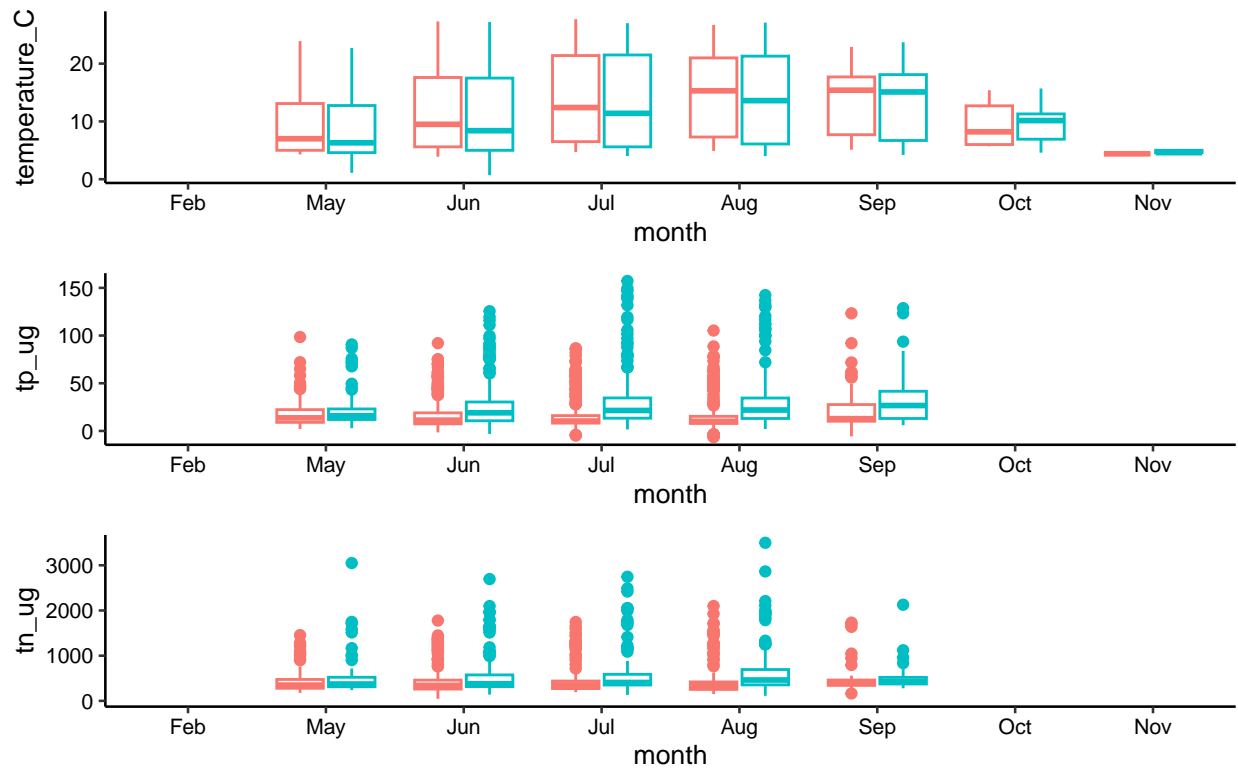 temperature_C
20
10
0
Feb May Jun Jul Aug Sep Oct Nov
month
tp_ug
150
100
50
0
Feb May Jun Jul Aug Sep Oct Nov
month
tn_ug
3000
2000
1000
0
Feb May Jun Jul Aug Sep Oct Nov
month